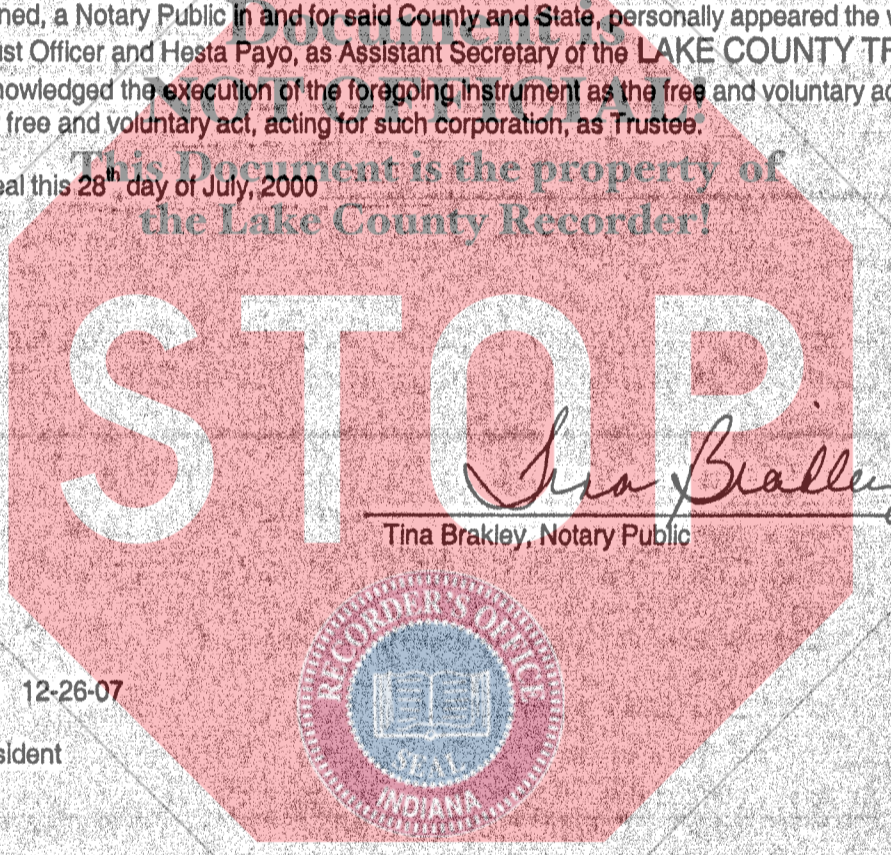 ned, a Notary Public in and for said County and State, personally appeared the
Document is
ust Officer and Hesta Payo, as Assistant Secretary of the LAKE COUNTY TR
NOT OFFICIAL!
nowledged the execution of the foregoing instrument as the free and voluntary ac
free and voluntary act, acting for such corporation, as Trustee.
This Document is the property of
eal this 28th day of July, 2000
the Lake County Recorder!
STOP
Tina Brakley
Tina Brakley, Notary Public
RECORDER'S OFFICE
12-26-07
SEAL
sident
INDIANA